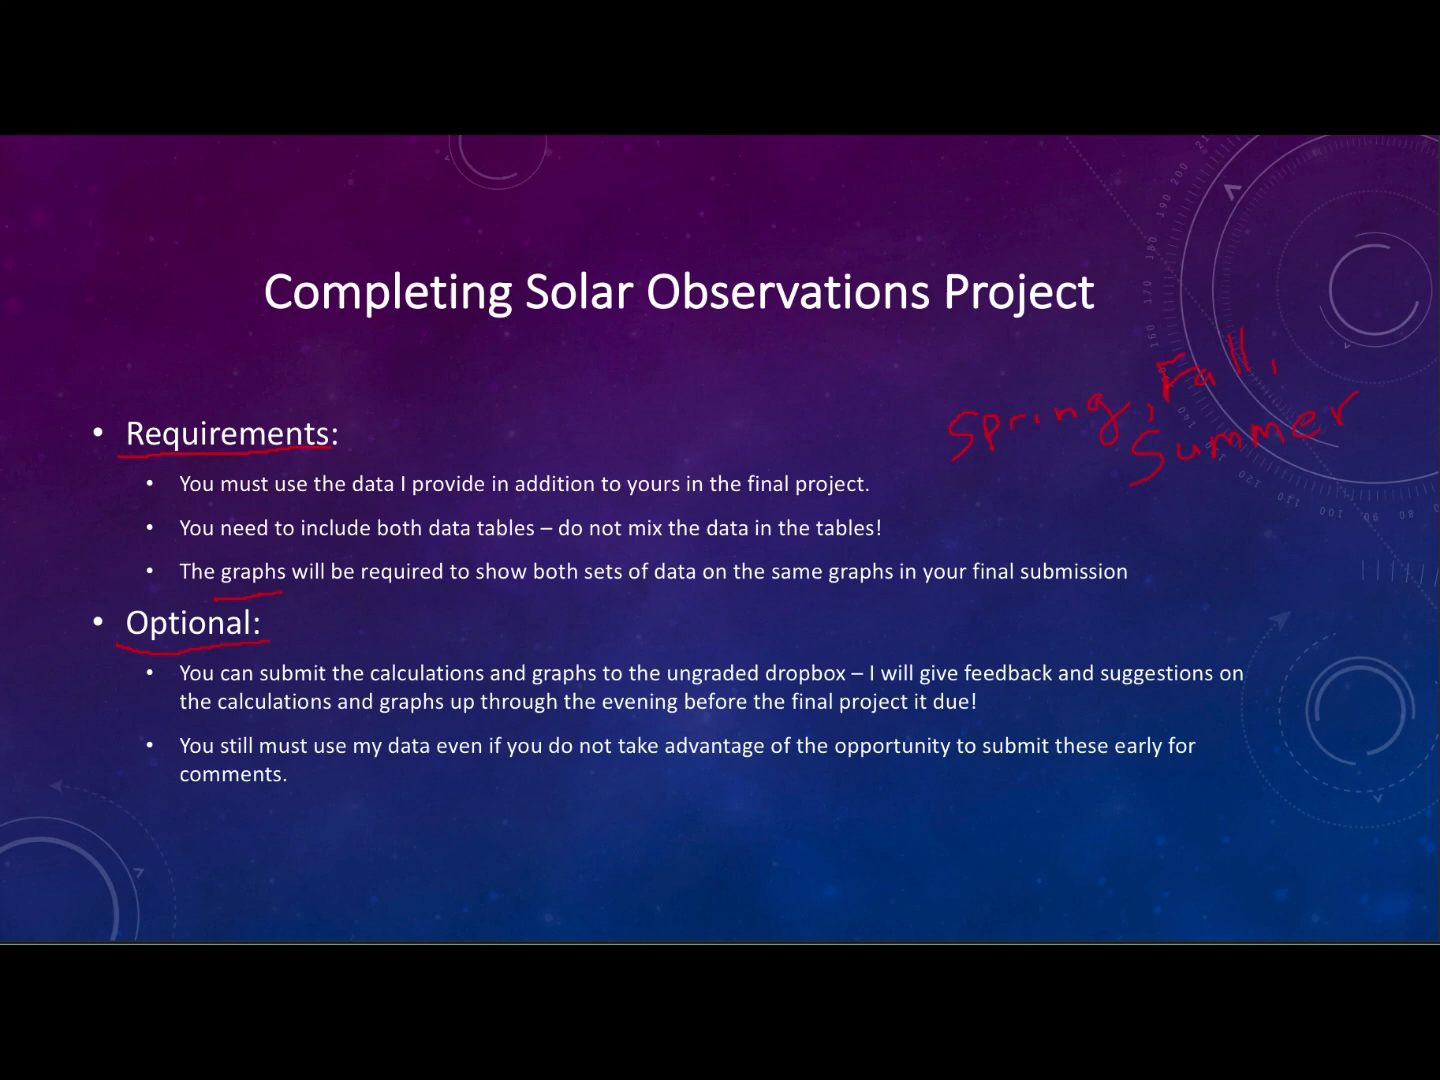 Completing Solar Observations Project
Spring, Fall,
Summer
• Requirements:
• You must use the data I provide in addition to yours in the final project.
• You need to include both data tables – do not mix the data in the tables!
• The graphs will be required to show both sets of data on the same graphs in your final submission
• Optional:
• You can submit the calculations and graphs to the ungraded dropbox – I will give feedback and suggestions on
the calculations and graphs up through the evening before the final project it due!
• You still must use my data even if you do not take advantage of the opportunity to submit these early for
comments.